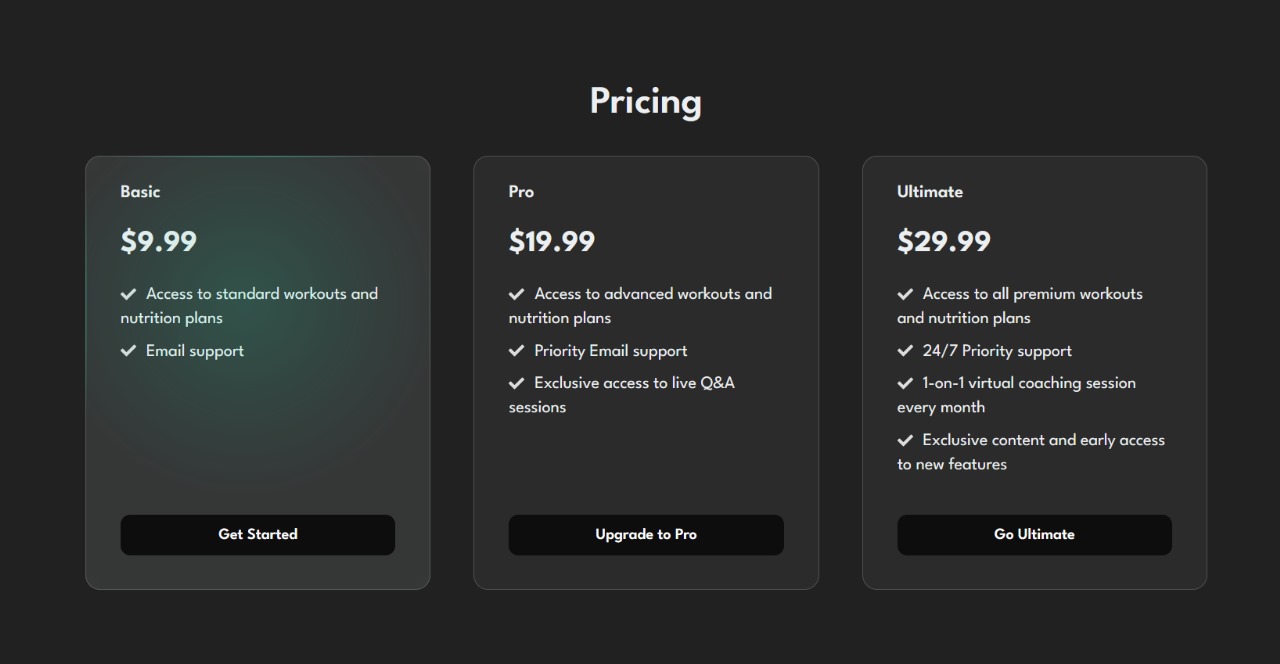 Pricing
Basic
$9.99
Access to standard workouts and
nutrition plans
Email support
Get Started
Pro
$19.99
Access to advanced workouts and
nutrition plans
Priority Email support
Exclusive access to live Q&A
sessions
Upgrade to Pro
Ultimate
$29.99
Access to all premium workouts
and nutrition plans
24/7 Priority support
1-on-1 virtual coaching session
every month
Exclusive content and early access
to new features
Go Ultimate